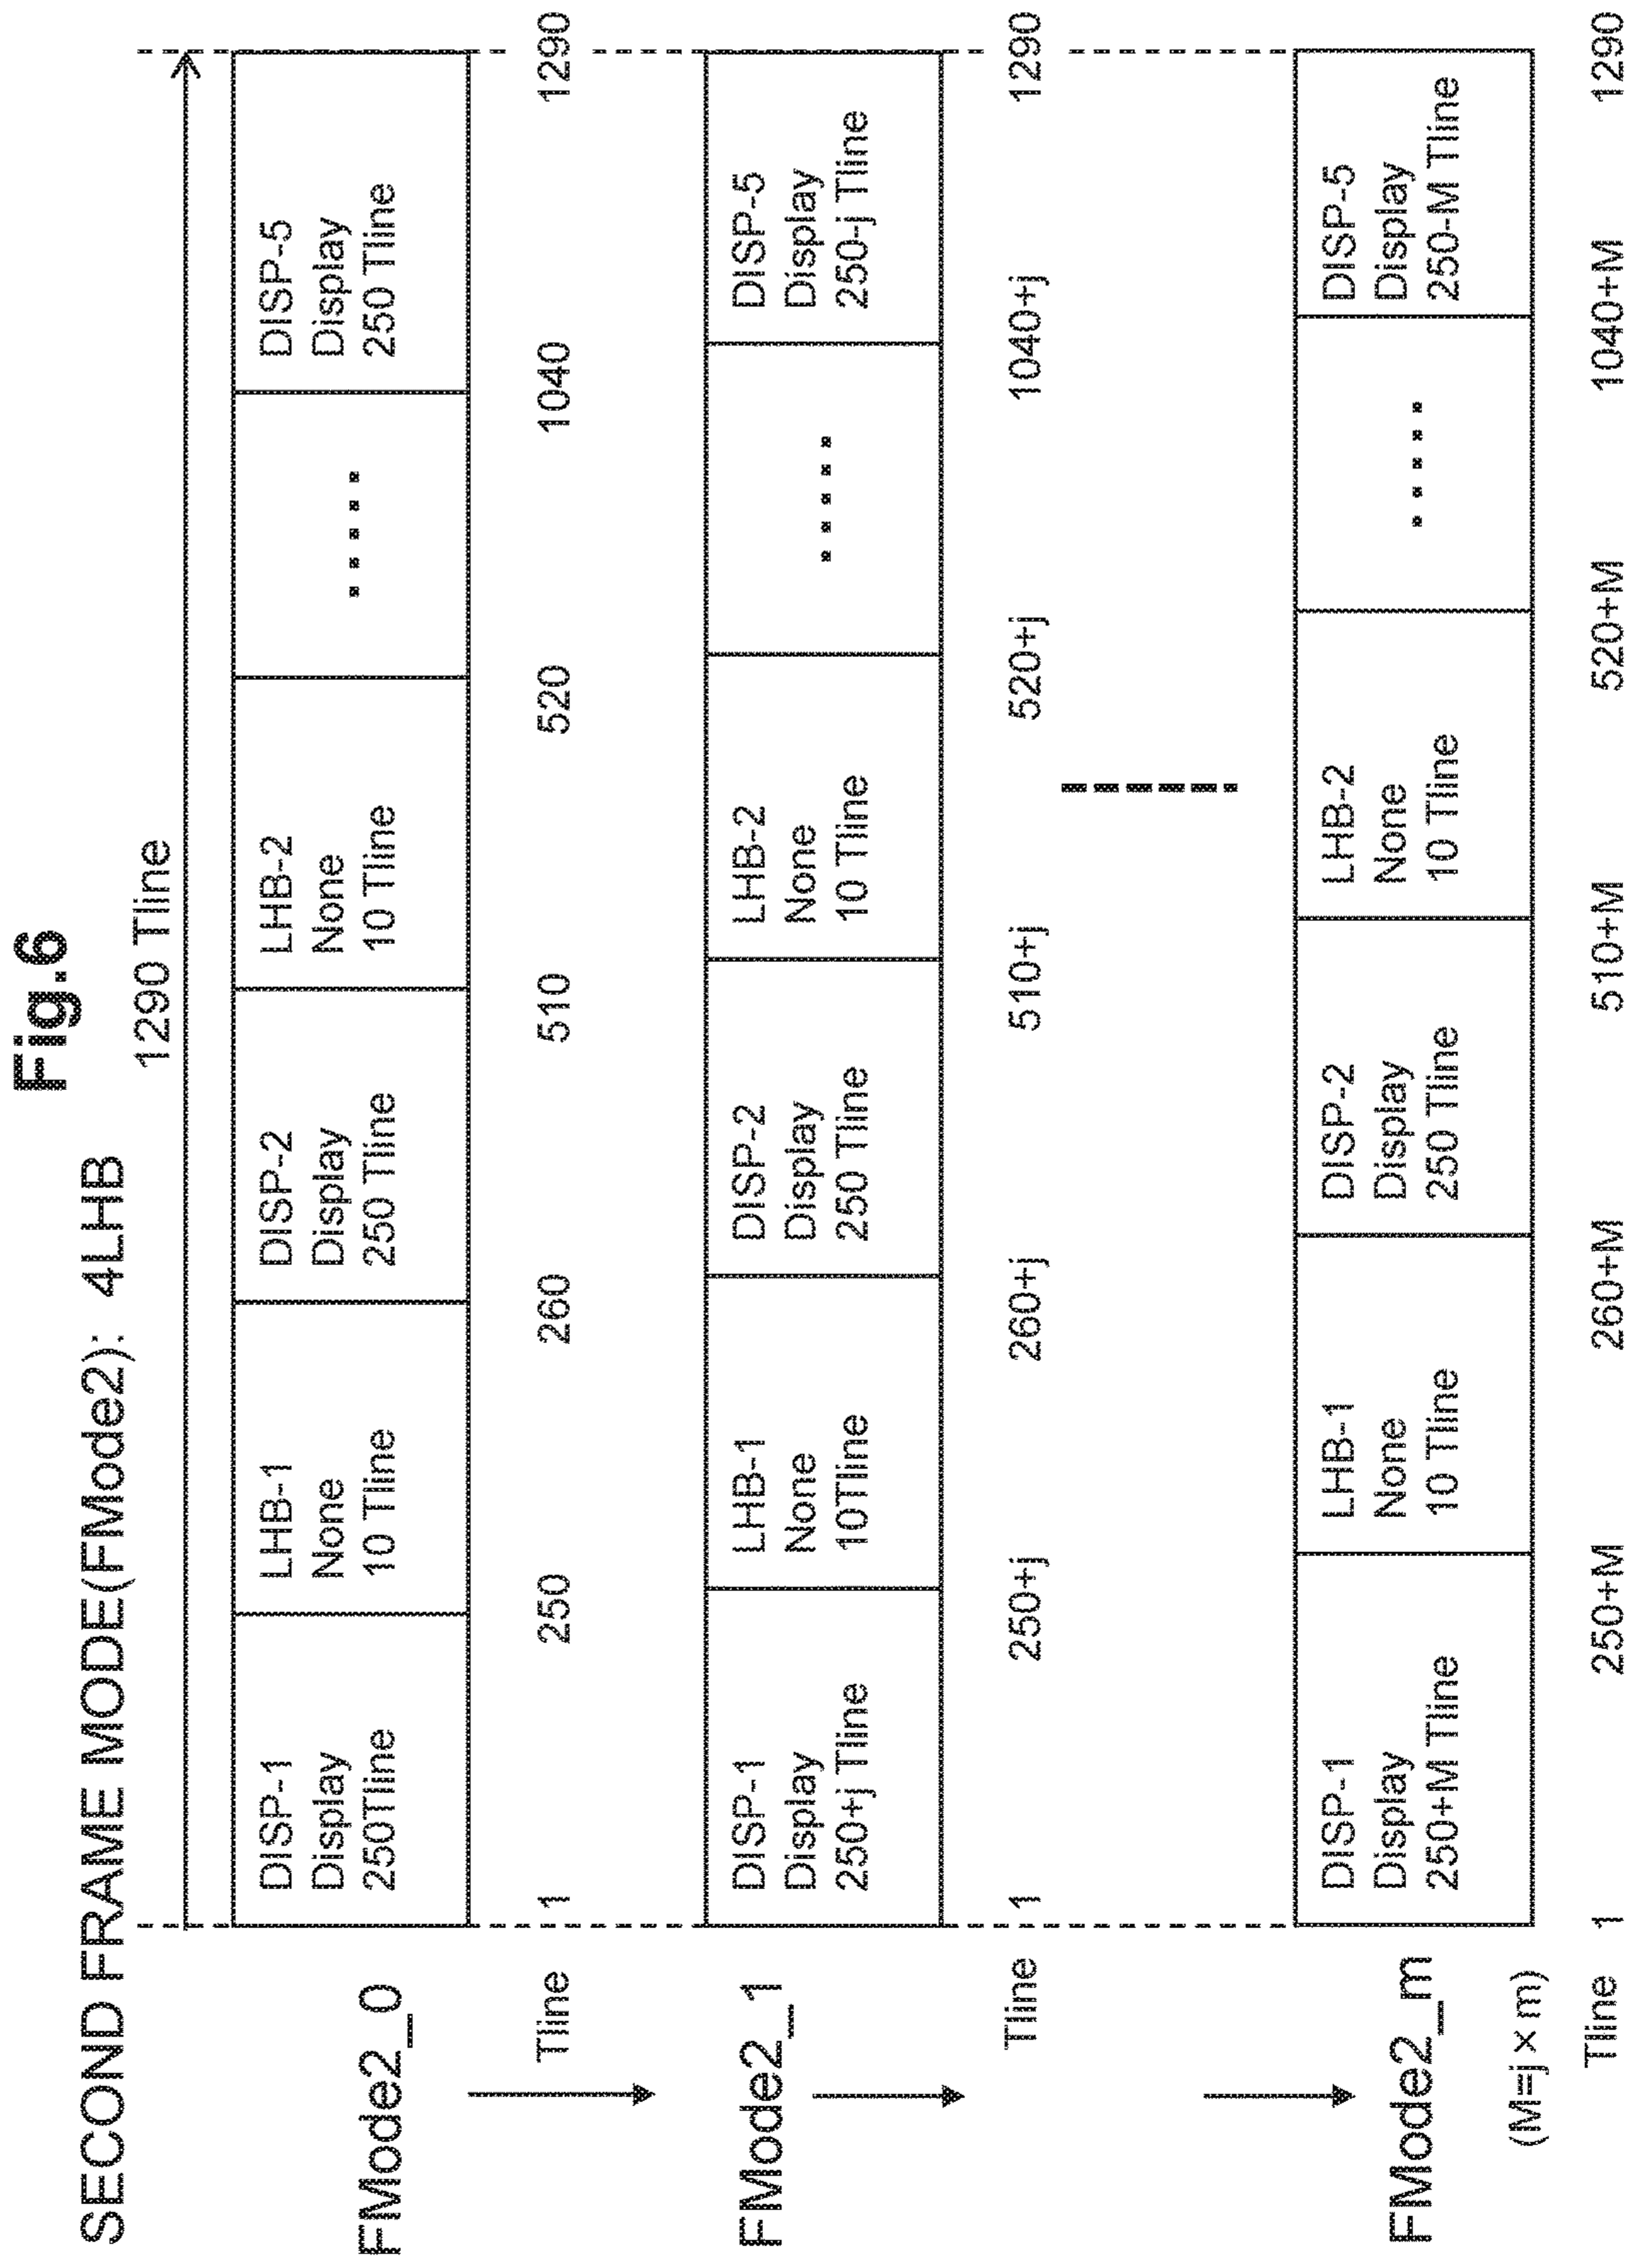 Fig.6
SECOND FRAME MODE(FMode2): 4LHB
1290 Tline
FMode2_0
DISP-1
Display
250Tline
LHB-1
None
10 Tline
DISP-2
Display
250 Tline
LHB-2
None
10 Tline
.....
DISP-5
Display
250 Tline
Tline 1 250 260 510 520 1040 1290
FMode2_1
DISP-1
Display
250+j Tline
LHB-1
None
10Tline
DISP-2
Display
250 Tline
LHB-2
None
10 Tline
.....
DISP-5
Display
250-j Tline
Tline 1 250+j 260+j 510+j 520+j 1040+j 1290
FMode2_m
(M=j×m)
DISP-1
Display
250+M Tline
LHB-1
None
10 Tline
DISP-2
Display
250 Tline
LHB-2
None
10 Tline
.....
DISP-5
Display
250-M Tline
Tline 1 250+M 260+M 510+M 520+M 1040+M 1290